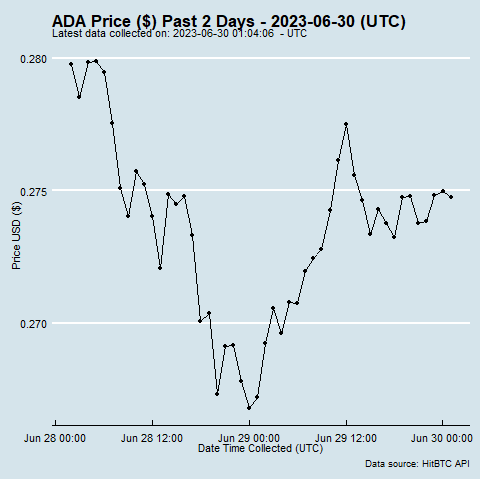 ADA Price ($) Past 2 Days - 2023-06-30 (UTC)
Latest data collected on: 2023-06-30 01:04:06 - UTC
0.280
0.275
0.270
Price USD ($)
Jun 28 00:00 Jun 28 12:00 Jun 29 00:00 Jun 29 12:00 Jun 30 00:00
Date Time Collected (UTC)
Data source: HitBTC API